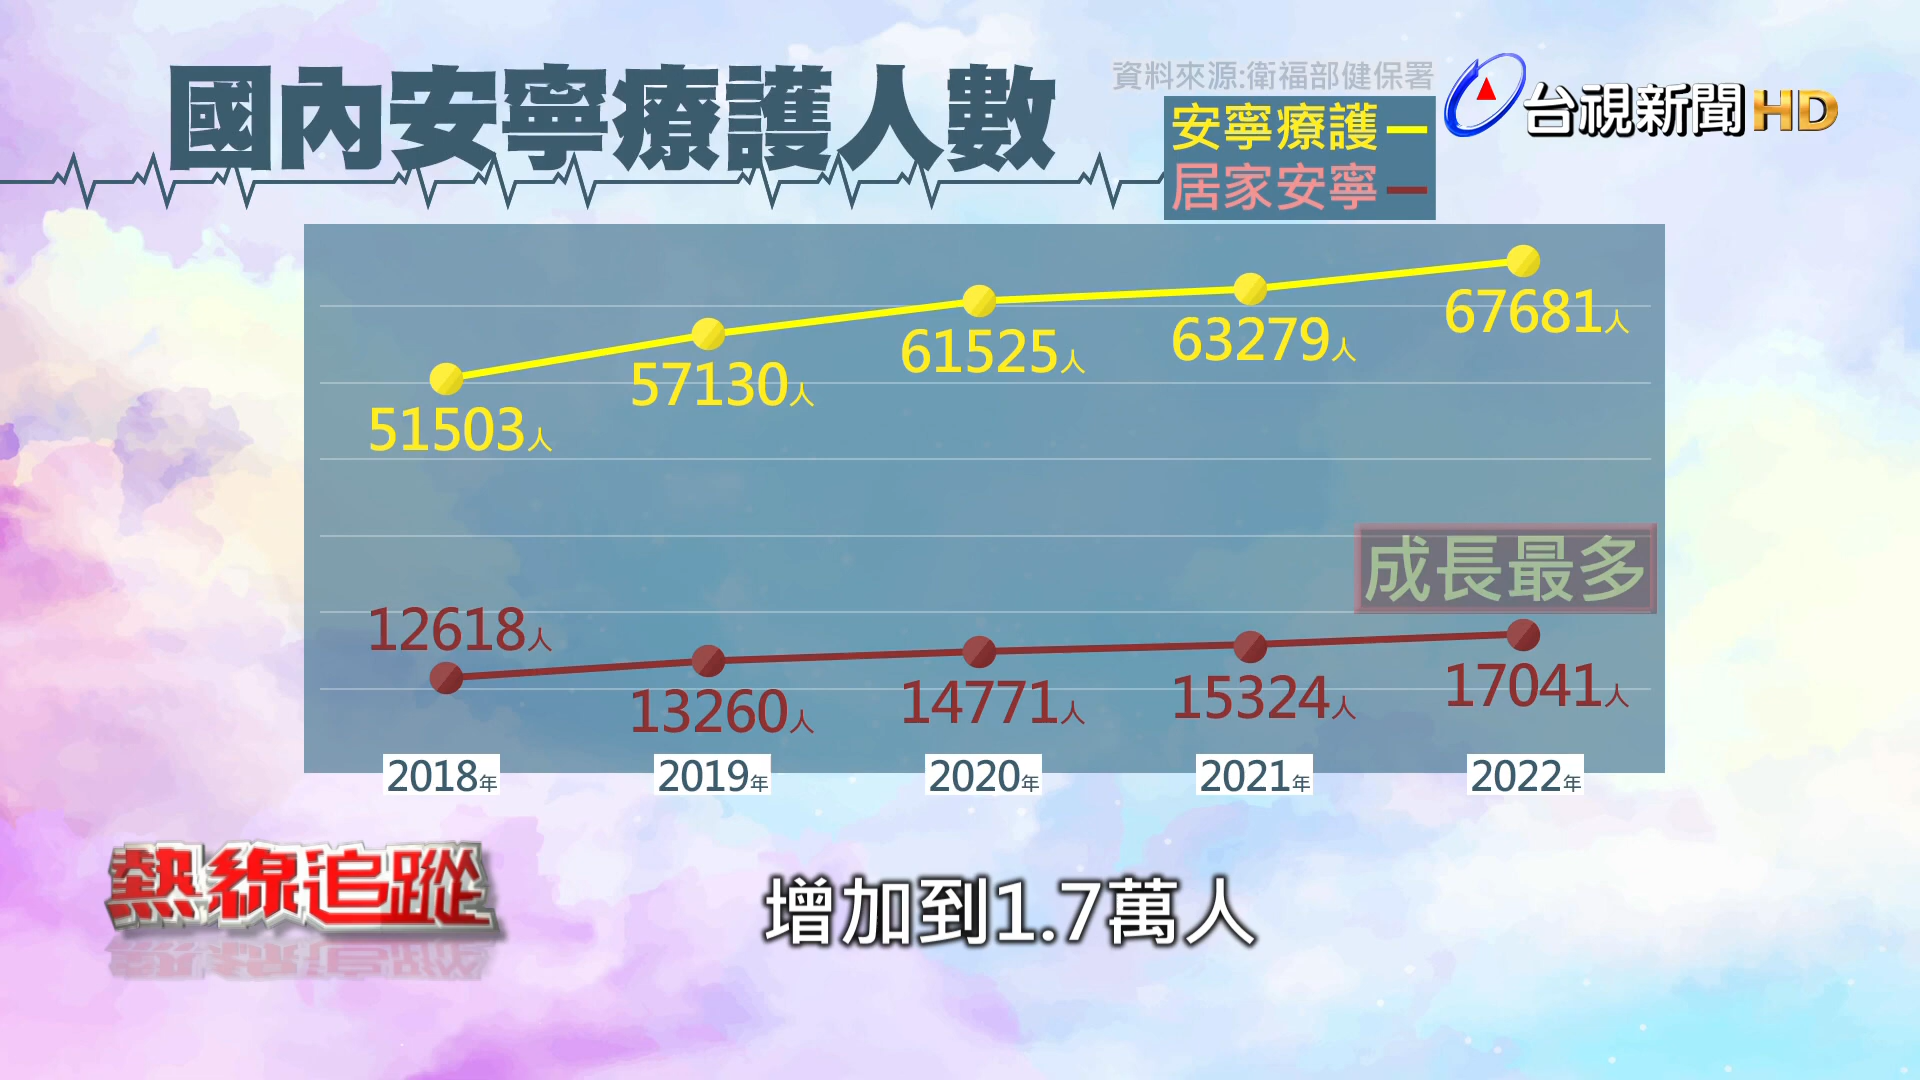 國內安寧療護人數
資料來源:衛福部健保署
台視新聞HD
安寧療護
居家安寧
67681人
63279人
61525人
57130人
51503人
成長最多
12618人
13260人
14771人
15324人
17041人
2018年
2019年
2020年
2021年
2022年
熱線追蹤
增加到1.7萬人